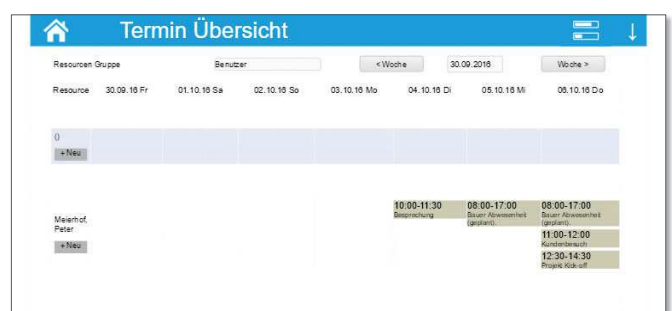 Termin Übersicht
Resourcen Gruppe Benutzer < Woche 30.09.2016 Woche >
Resource 30.09.16 Fr 01.10.16 Sa 02.10.16 So 03.10.16 Mo 04.10.16 Di 05.10.16 Mi 06.10.16 Do
()
+ Neu
10:00-11:30 08:00-17:00 08:00-17:00
Besprechung Bauer Abwesenheit Bauer Abwesenheit
Meierhof, (geplant). (geplant).
Peter 11:00-12:00
+ Neu Kundenbesuch
12:30-14:30
Projekt Kick-off